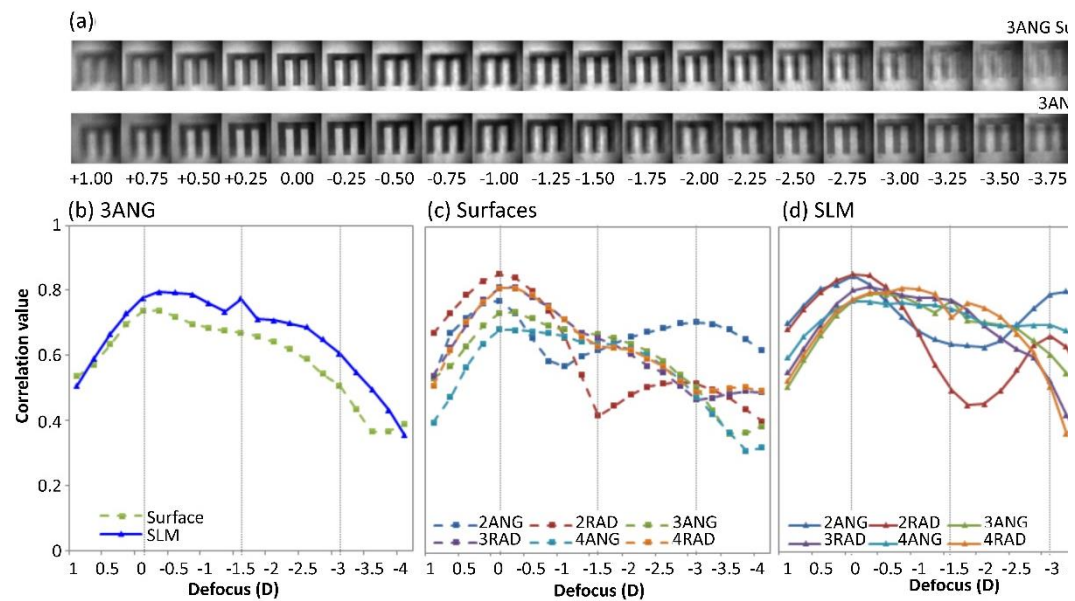 (a)
3ANG Su
3ANG
+1.00 +0.75 +0.50 +0.25 0.00 -0.25 -0.50 -0.75 -1.00 -1.25 -1.50 -1.75 -2.00 -2.25 -2.50 -2.75 -3.00 -3.25 -3.50 -3.75
(b) 3ANG
(c) Surfaces
(d) SLM
Correlation value
1
0.8
0.6
0.4
0.2
0
Surface
SLM
2ANG 2RAD 3ANG
3RAD 4ANG 4RAD
2ANG 2RAD 3ANG
3RAD 4ANG 4RAD
1 0.5 0 -0.5 -1 -1.5 -2 -2.5 -3 -3.5 -4
Defocus (D)
1 0.5 0 -0.5 -1 -1.5 -2 -2.5 -3 -3.5 -4
Defocus (D)
1 0.5 0 -0.5 -1 -1.5 -2 -2.5 -3
Defocus (D)